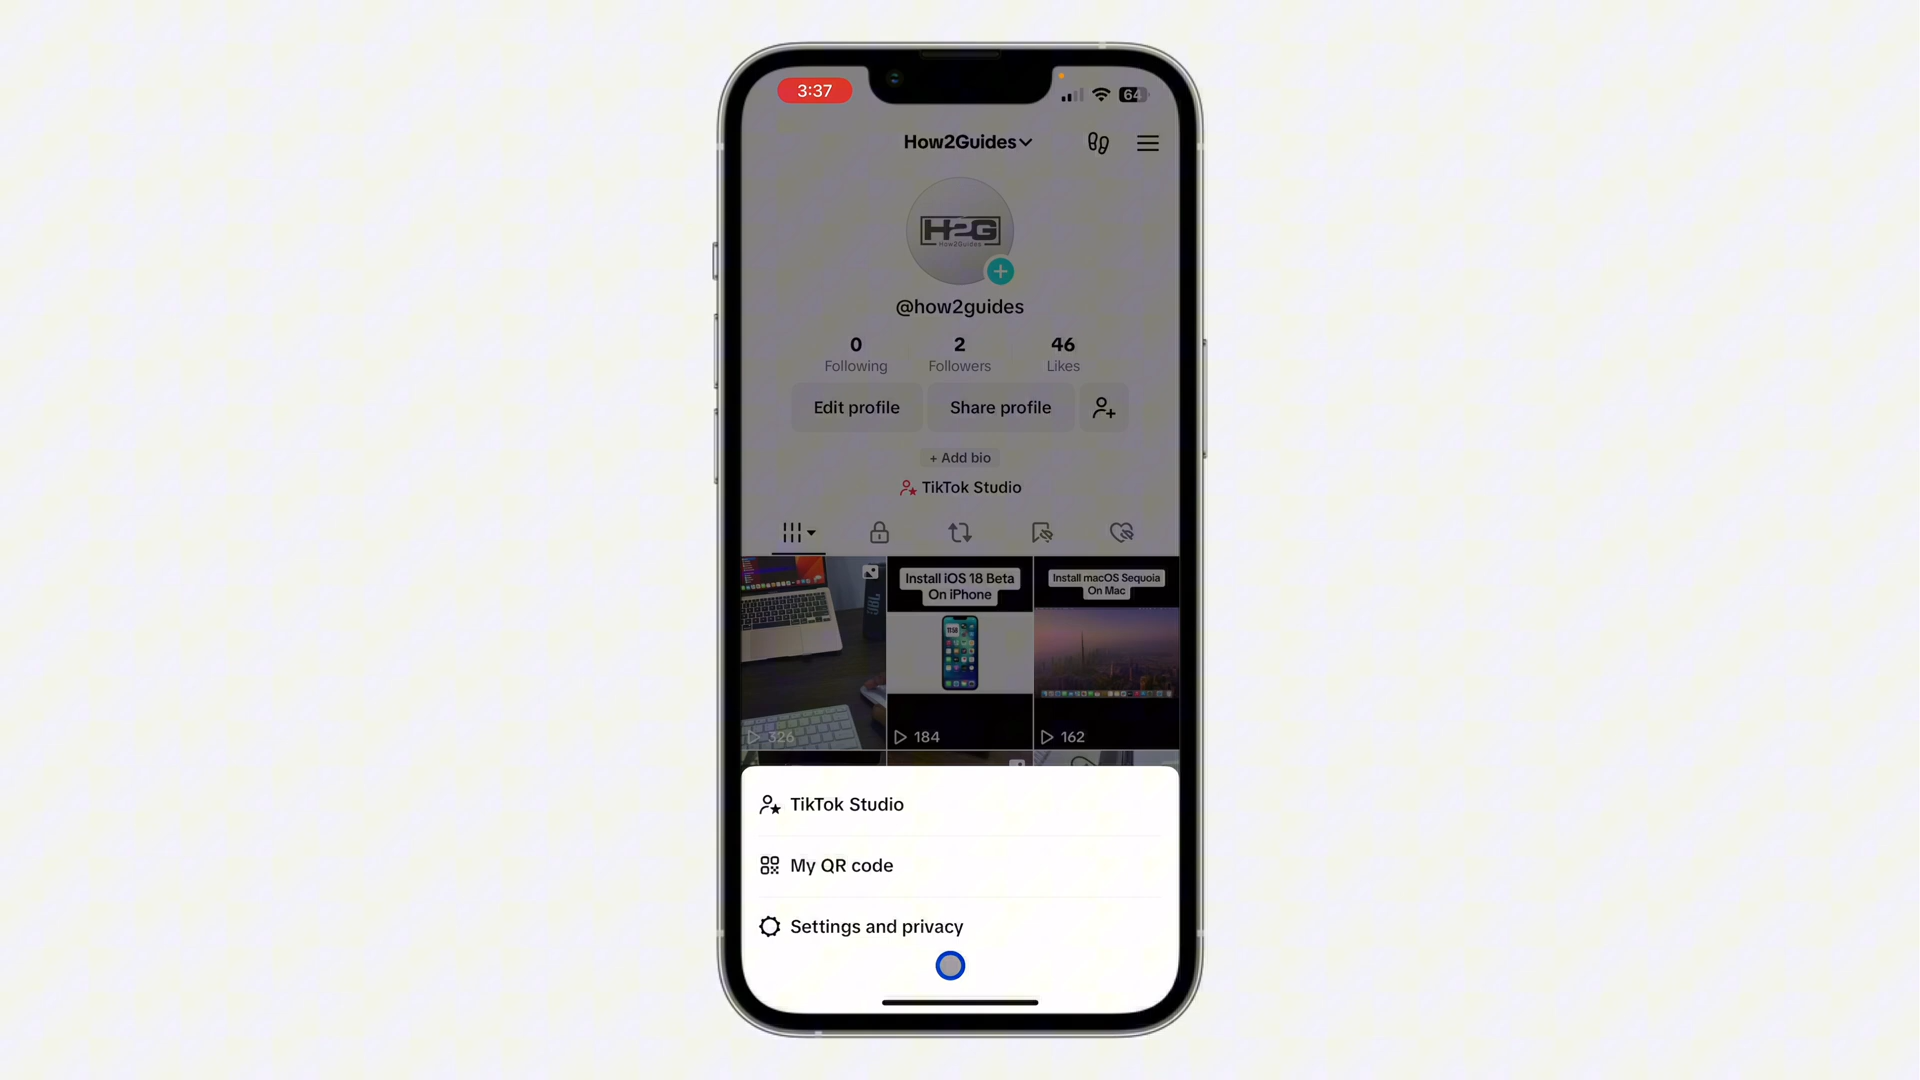 3:37
64
How2Guides
H2G
How2Guides
@how2guides
0
Following
2
Followers
46
Likes
Edit profile
Share profile
+ Add bio
TikTok Studio
326
Install iOS 18 Beta
On iPhone
184
Install macOS Sequoia
On Mac
162
JBL
TikTok Studio
My QR code
Settings and privacy